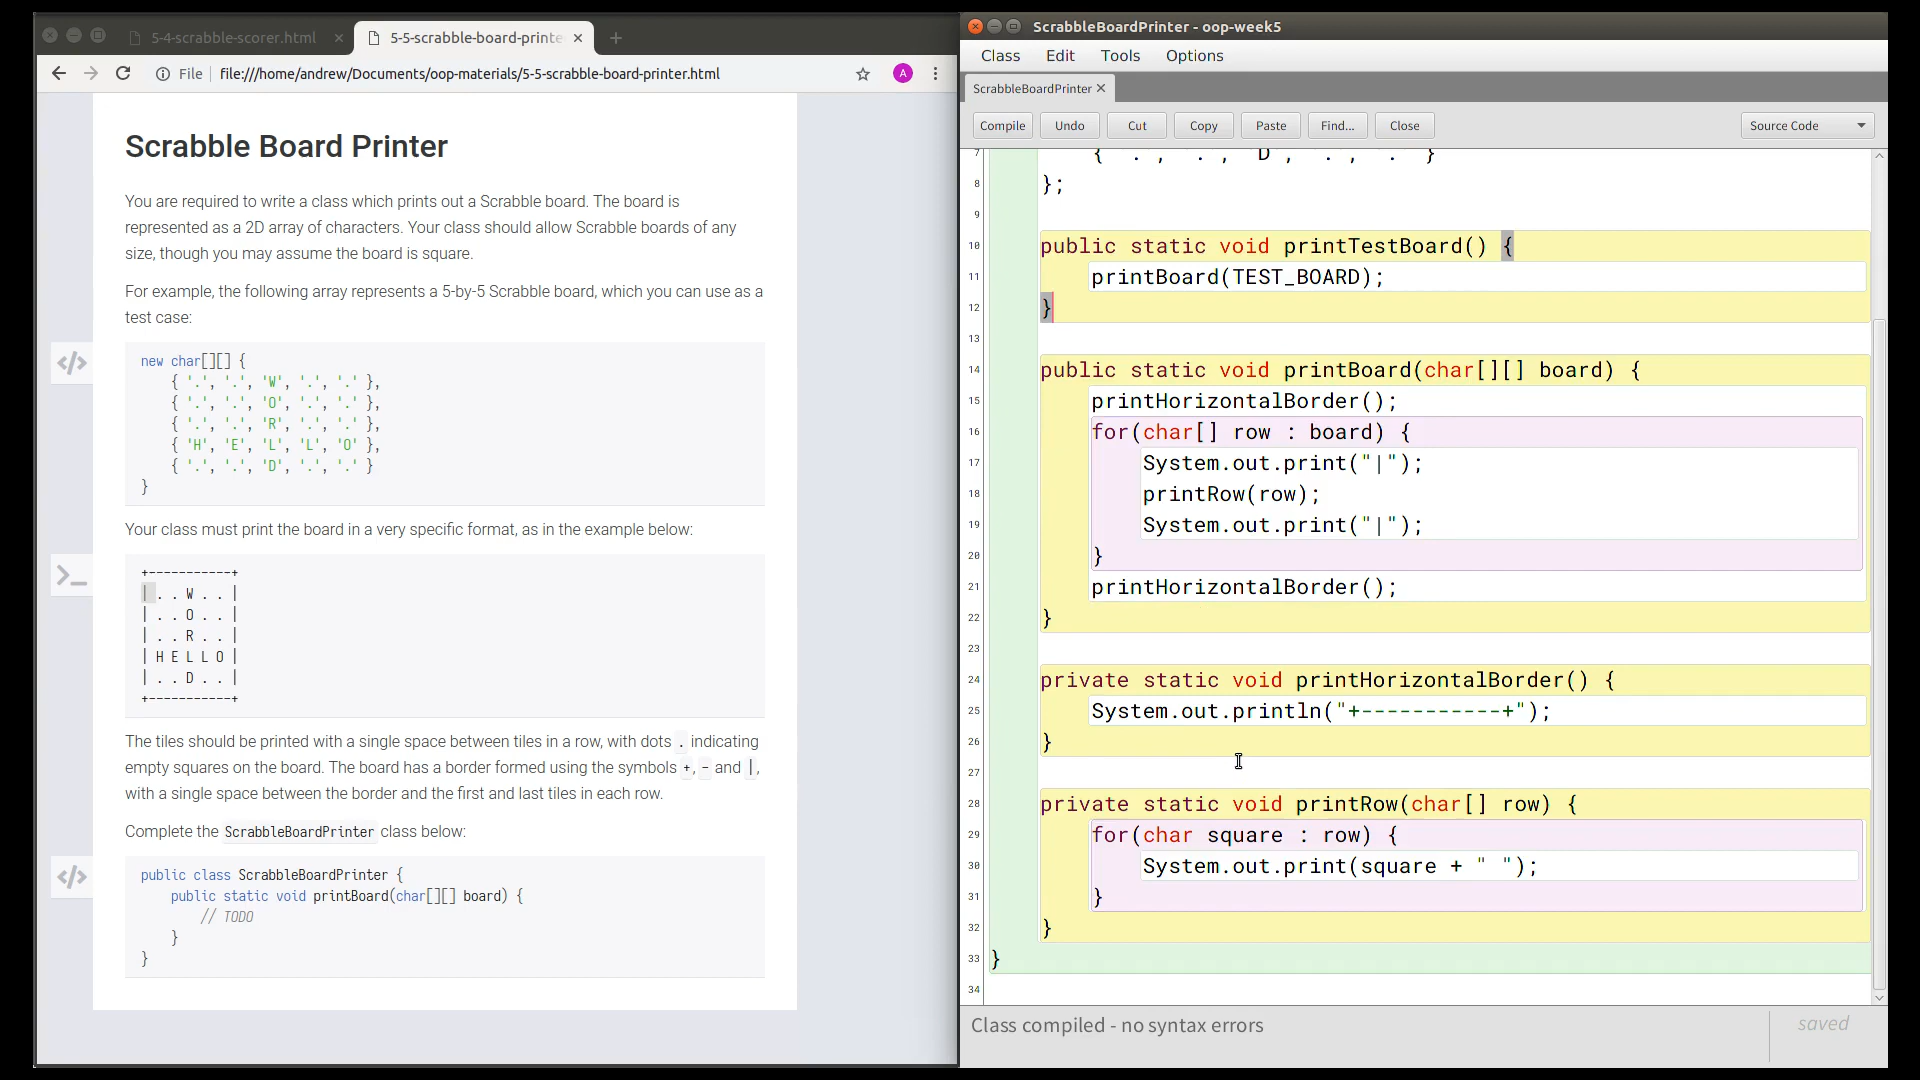 5-4-scrabble-scorer.html
5-5-scrabble-board-printe
File
file:///home/andrew/Documents/oop-materials/5-5-scrabble-board-printer.html
A
Scrabble Board Printer
You are required to write a class which prints out a Scrabble board. The board is
represented as a 2D array of characters. Your class should allow Scrabble boards of any
size, though you may assume the board is square.
For example, the following array represents a 5-by-5 Scrabble board, which you can use as a
test case:
new char[][] {
{ '.', '.', 'W', '.', '.' },
{ '.', '.', 'O', '.', '.' },
{ '.', '.', 'R', '.', '.' },
{ 'H', 'E', 'L', 'L', 'O' },
{ '.', '.', 'D', '.', '.' }
}
Your class must print the board in a very specific format, as in the example below:
+-----------+
| . . W . . |
| . . O . . |
| . . R . . |
| H E L L O |
| . . D . . |
+-----------+
The tiles should be printed with a single space between tiles in a row, with dots . indicating
empty squares on the board. The board has a border formed using the symbols +, - and |,
with a single space between the border and the first and last tiles in each row.
Complete the ScrabbleBoardPrinter class below:
public class ScrabbleBoardPrinter {
public static void printBoard(char[][] board) {
// TODO
}
}
ScrabbleBoardPrinter - oop-week5
Class Edit Tools Options
ScrabbleBoardPrinter
Compile Undo Cut Copy Paste Find... Close Source Code
7 { '.', '.', 'D', '.', '.' }
8 };
9
10 public static void printTestBoard() {
11 printBoard(TEST_BOARD);
12 }
13
14 public static void printBoard(char[][] board) {
15 printHorizontalBorder();
16 for(char[] row : board) {
17 System.out.print("|");
18 printRow(row);
19 System.out.print("|");
20 }
21 printHorizontalBorder();
22 }
23
24 private static void printHorizontalBorder() {
25 System.out.println("+-----------+");
26 }
27
28 private static void printRow(char[] row) {
29 for(char square : row) {
30 System.out.print(square + " ");
31 }
32 }
33 }
34
Class compiled - no syntax errors
saved